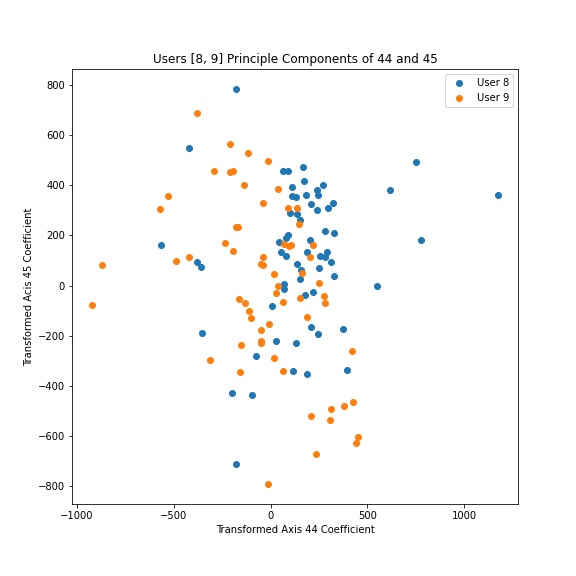 Users [8, 9] Principle Components of 44 and 45
User 8
User 9
800
600
400
200
0
−200
−400
−600
−800
Transformed Acis 45 Coefficient
−1000
−500
0
500
1000
Transformed Axis 44 Coefficient